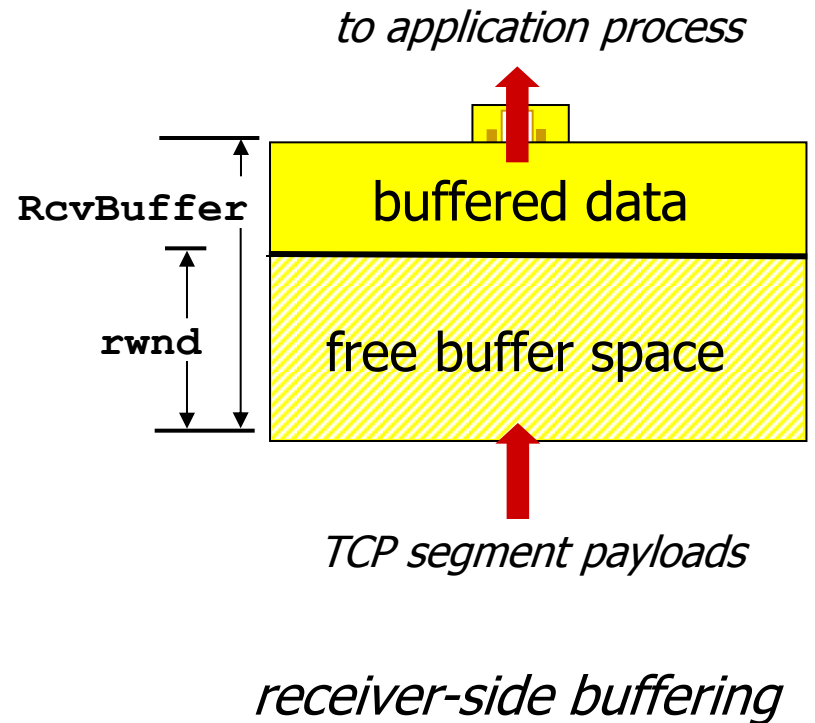 to application process
RcvBuffer
buffered data
rwnd
free buffer space
TCP segment payloads
receiver-side buffering